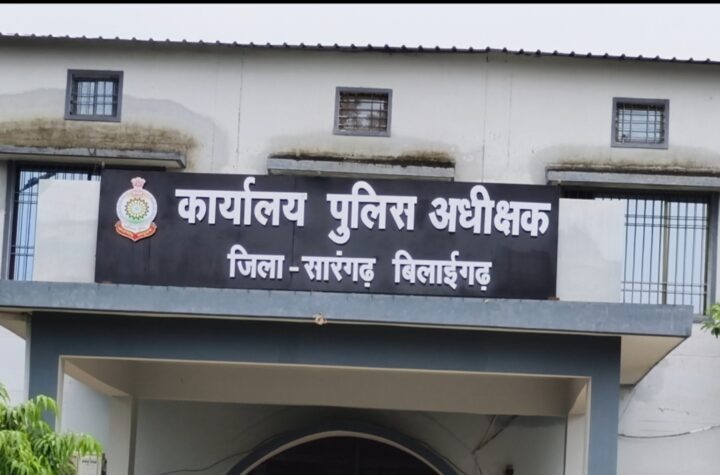 कार्यालय पुलिस अधीक्षक
जिला - सारंगढ़ बिलाईगढ़